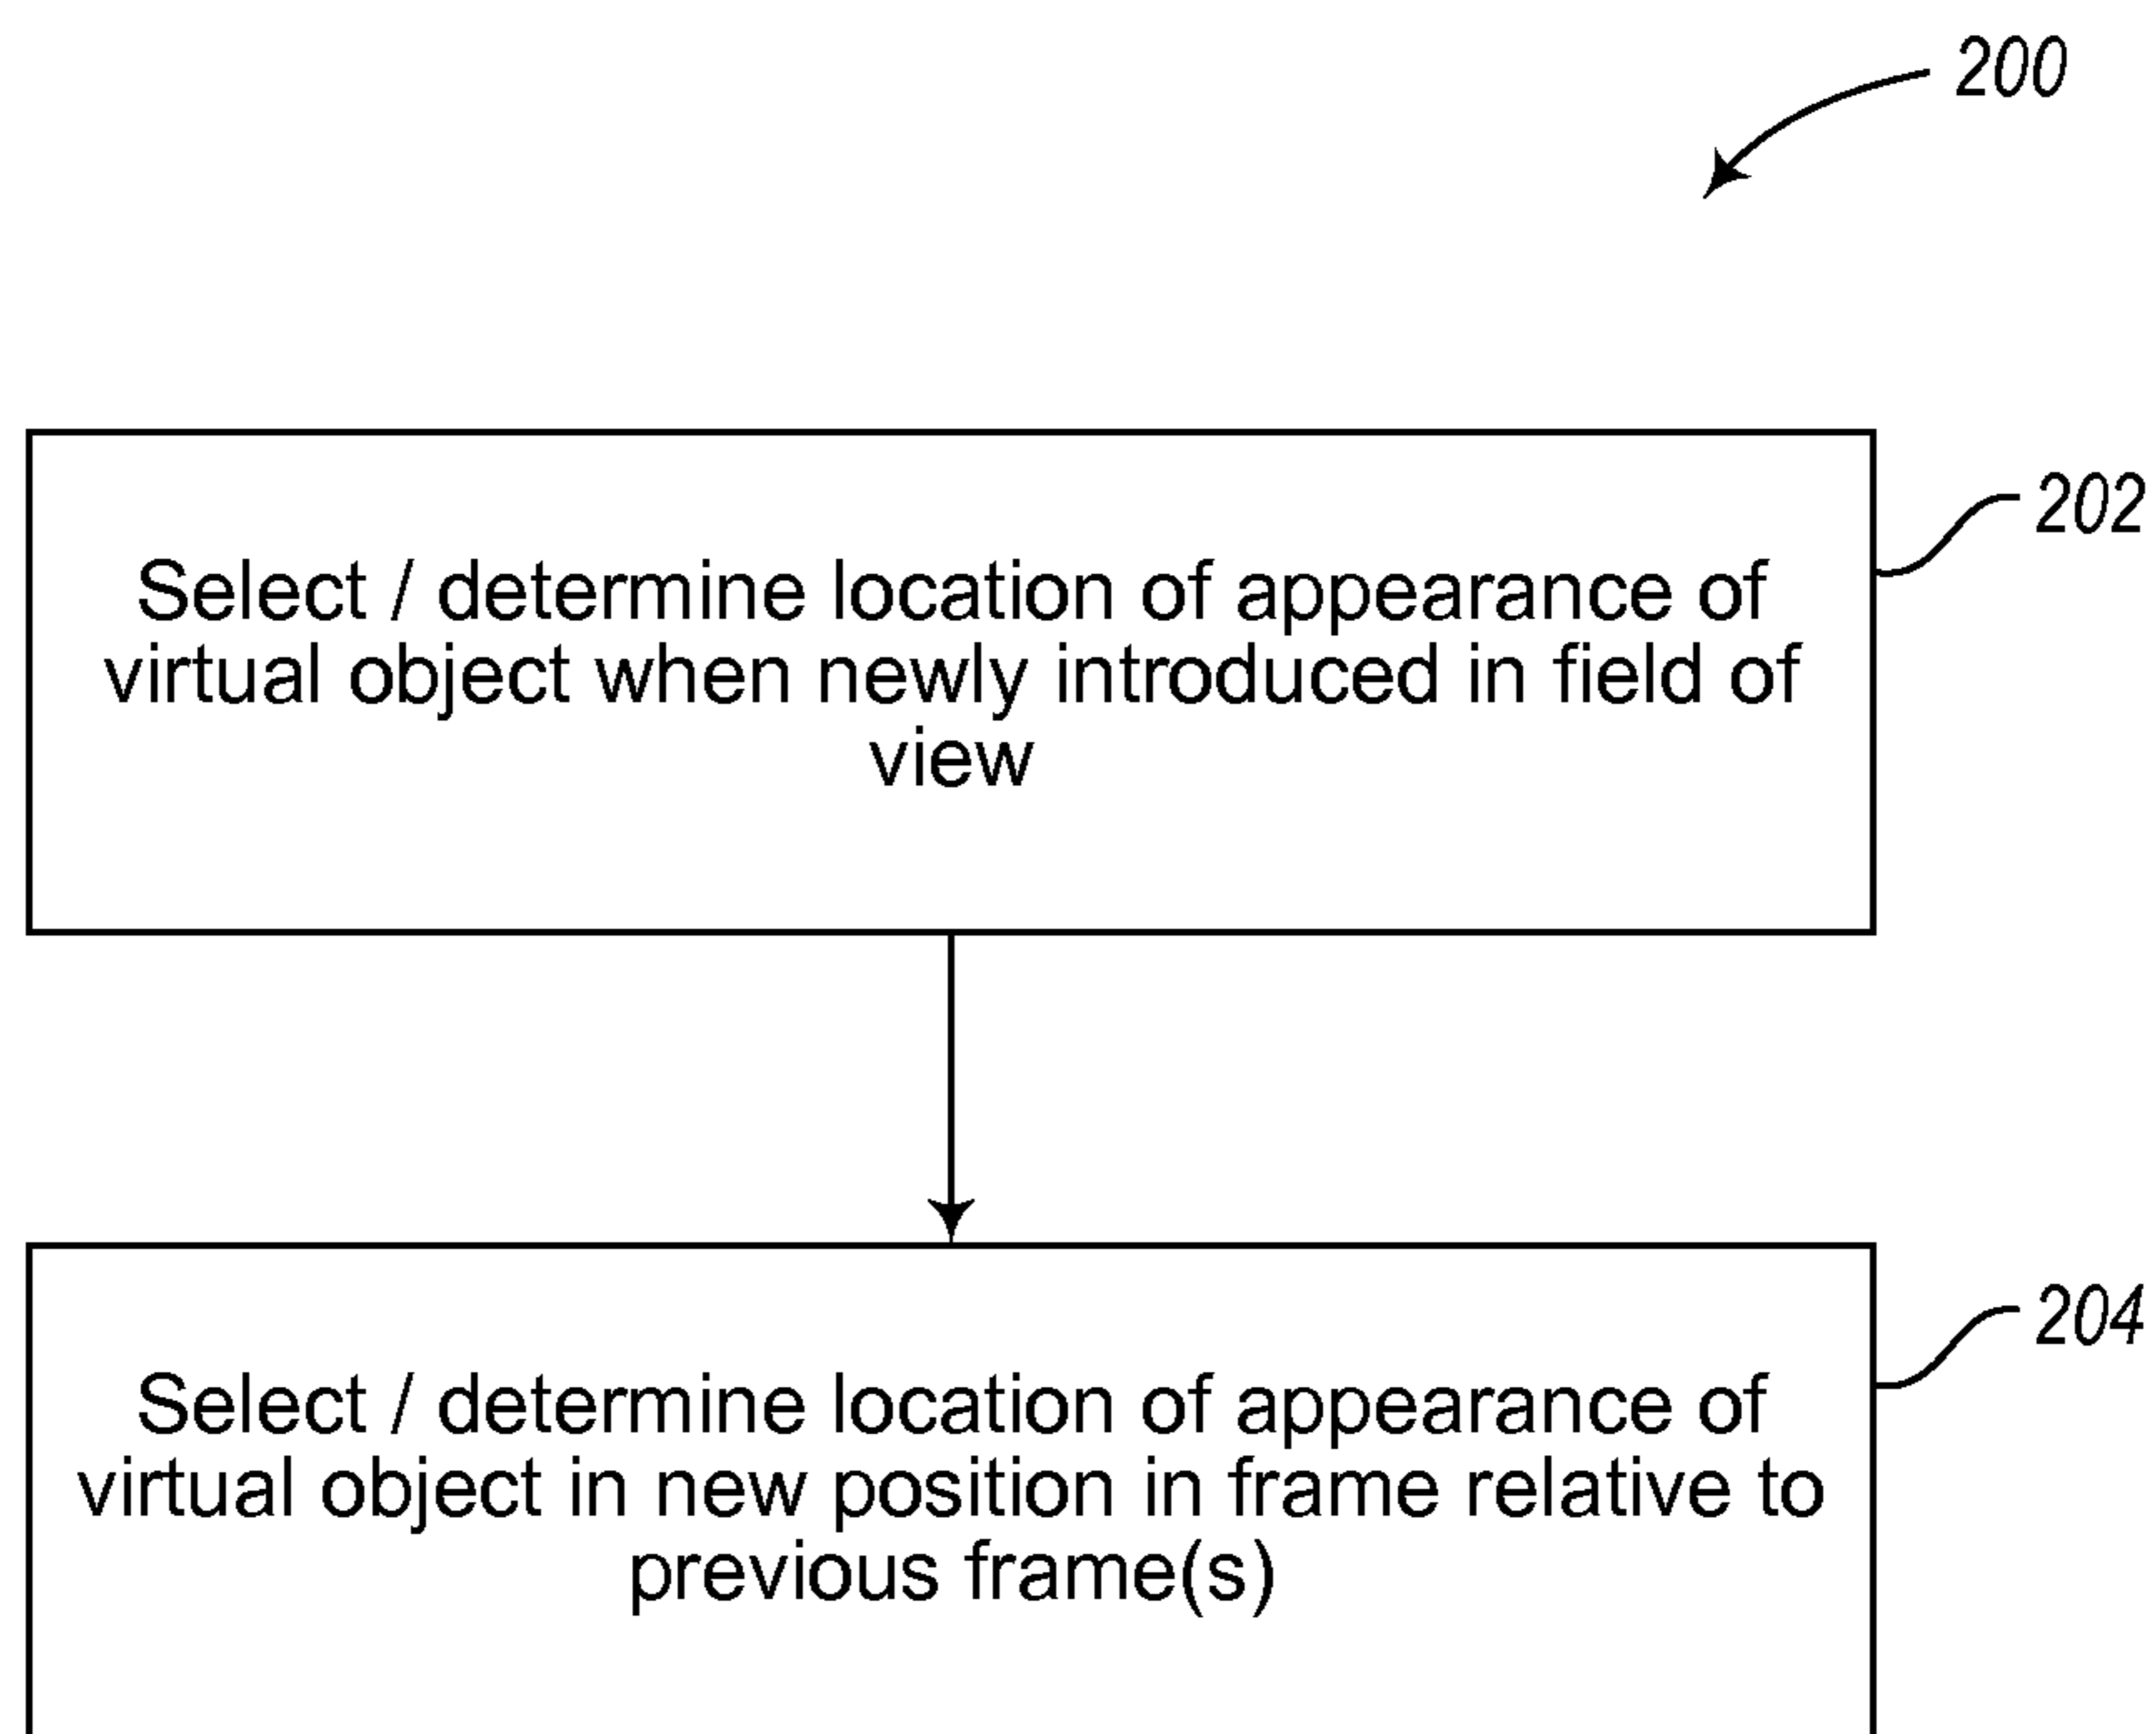 200
202
Select / determine location of appearance of
virtual object when newly introduced in field of
view
204
Select / determine location of appearance of
virtual object in new position in frame relative to
previous frame(s)